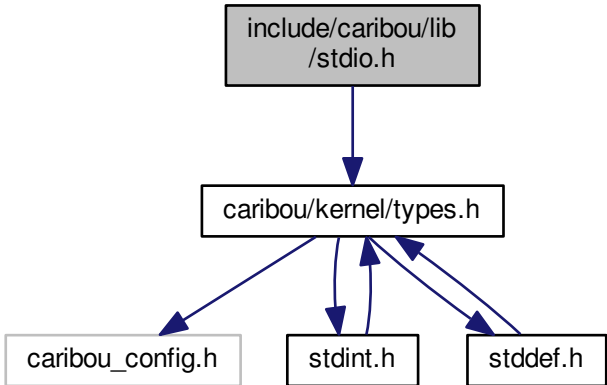 include/caribou/lib
/stdio.h
caribou/kernel/types.h
caribou_config.h
stdint.h
stddef.h